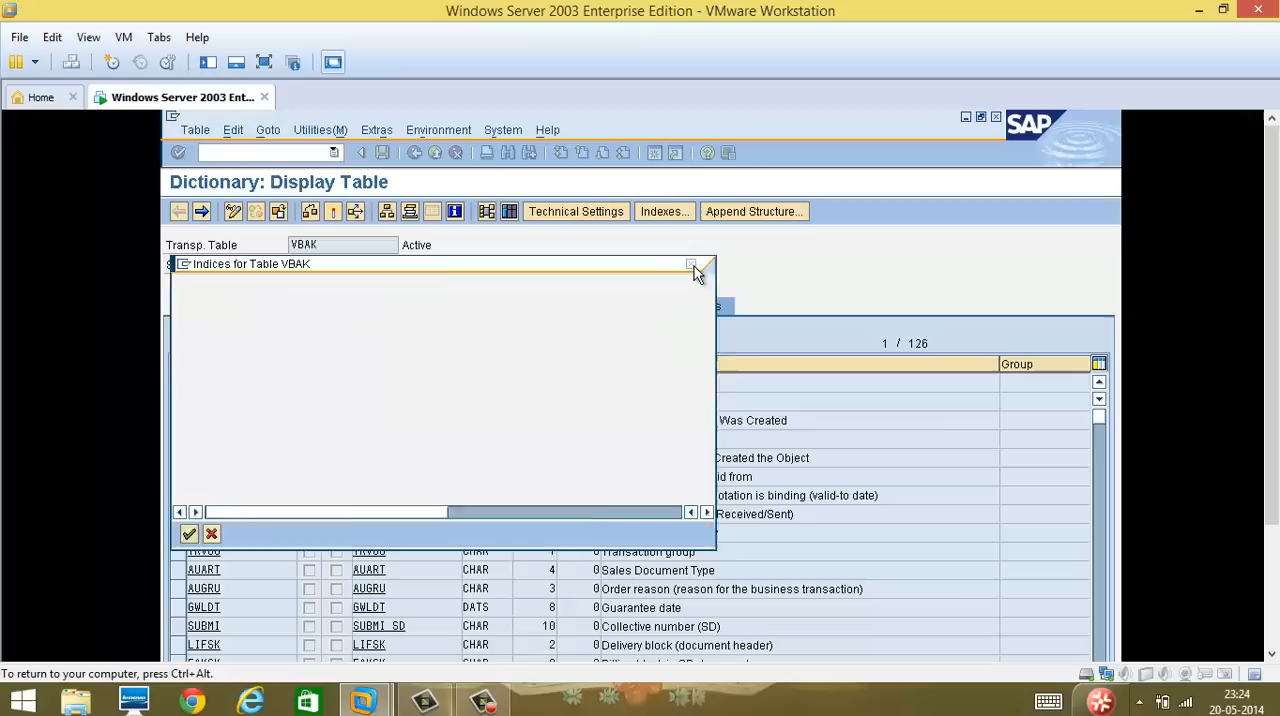 Windows Server 2003 Enterprise Edition - VMware Workstation
File Edit View VM Tabs Help
Home Windows Server 2003 Ent...
Table Edit Goto Utilities(M) Extras Environment System Help
SAP
Dictionary: Display Table
Technical Settings Indexes... Append Structure...
Transp. Table VBAK Active
Indices for Table VBAK
1 / 126
Group
Was Created
Created the Object
id from
otation is binding (valid-to date)
Received/Sent)
Transaction group
AUART AUART CHAR 4 0 Sales Document Type
AUGRU AUGRU CHAR 3 0 Order reason (reason for the business transaction)
GWLDT GWLDT DATS 8 0 Guarantee date
SUBMI SUBMI_SD CHAR 10 0 Collective number (SD)
LIFSK LIFSK CHAR 2 0 Delivery block (document header)
To return to your computer, press Ctrl+Alt.
23:24
20-05-2014